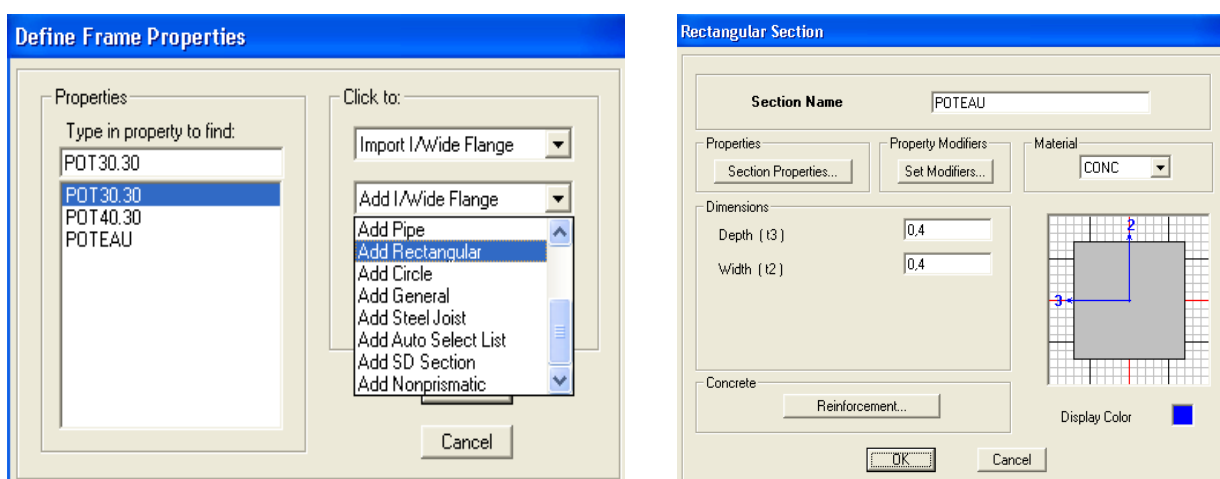 Define Frame Properties
Properties
Type in property to find:
POT30.30
POT30.30
POT40.30
POTEAU
Click to:
Import I/Wide Flange
Add I/Wide Flange
Add Pipe
Add Rectangular
Add Circle
Add General
Add Steel Joist
Add Auto Select List
Add SD Section
Add Nonprismatic
Cancel
Rectangular Section
Section Name
POTEAU
Properties
Section Properties...
Property Modifiers
Set Modifiers...
Material
CONC
Dimensions
Depth ( t3 )
0,4
Width ( t2 )
0,4
2
3
Concrete
Reinforcement...
Display Color
OK
Cancel